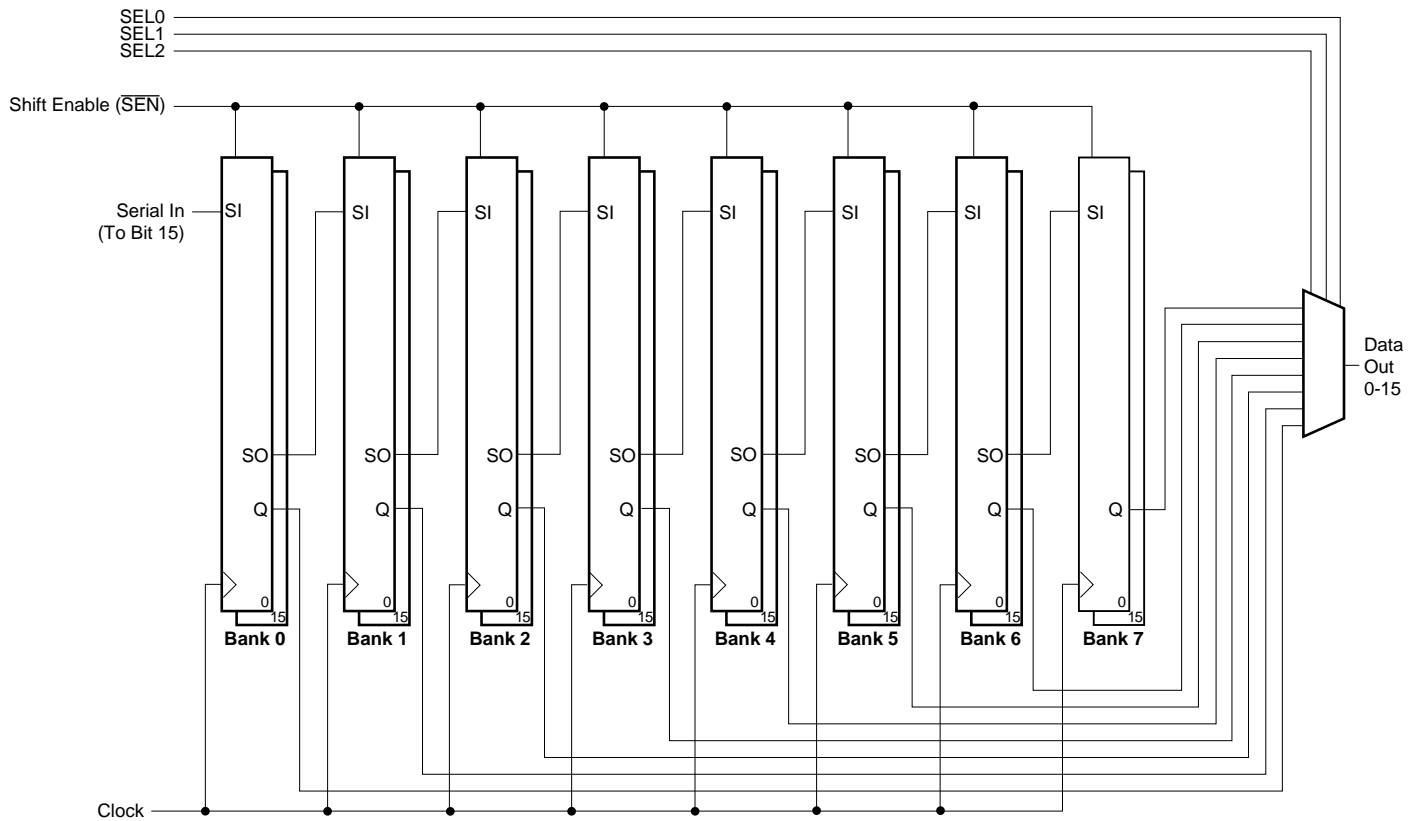 SEL0
SEL1
SEL2
Shift Enable (S̅E̅N̅)
Serial In
(To Bit 15)
SI
SI
SI
SI
SI
SI
SI
SI
Data
Out
0-15
SO
SO
SO
SO
SO
SO
SO
Q
Q
Q
Q
Q
Q
Q
Q
0
0
0
0
0
0
0
0
15
15
15
15
15
15
15
15
Bank 0
Bank 1
Bank 2
Bank 3
Bank 4
Bank 5
Bank 6
Bank 7
Clock